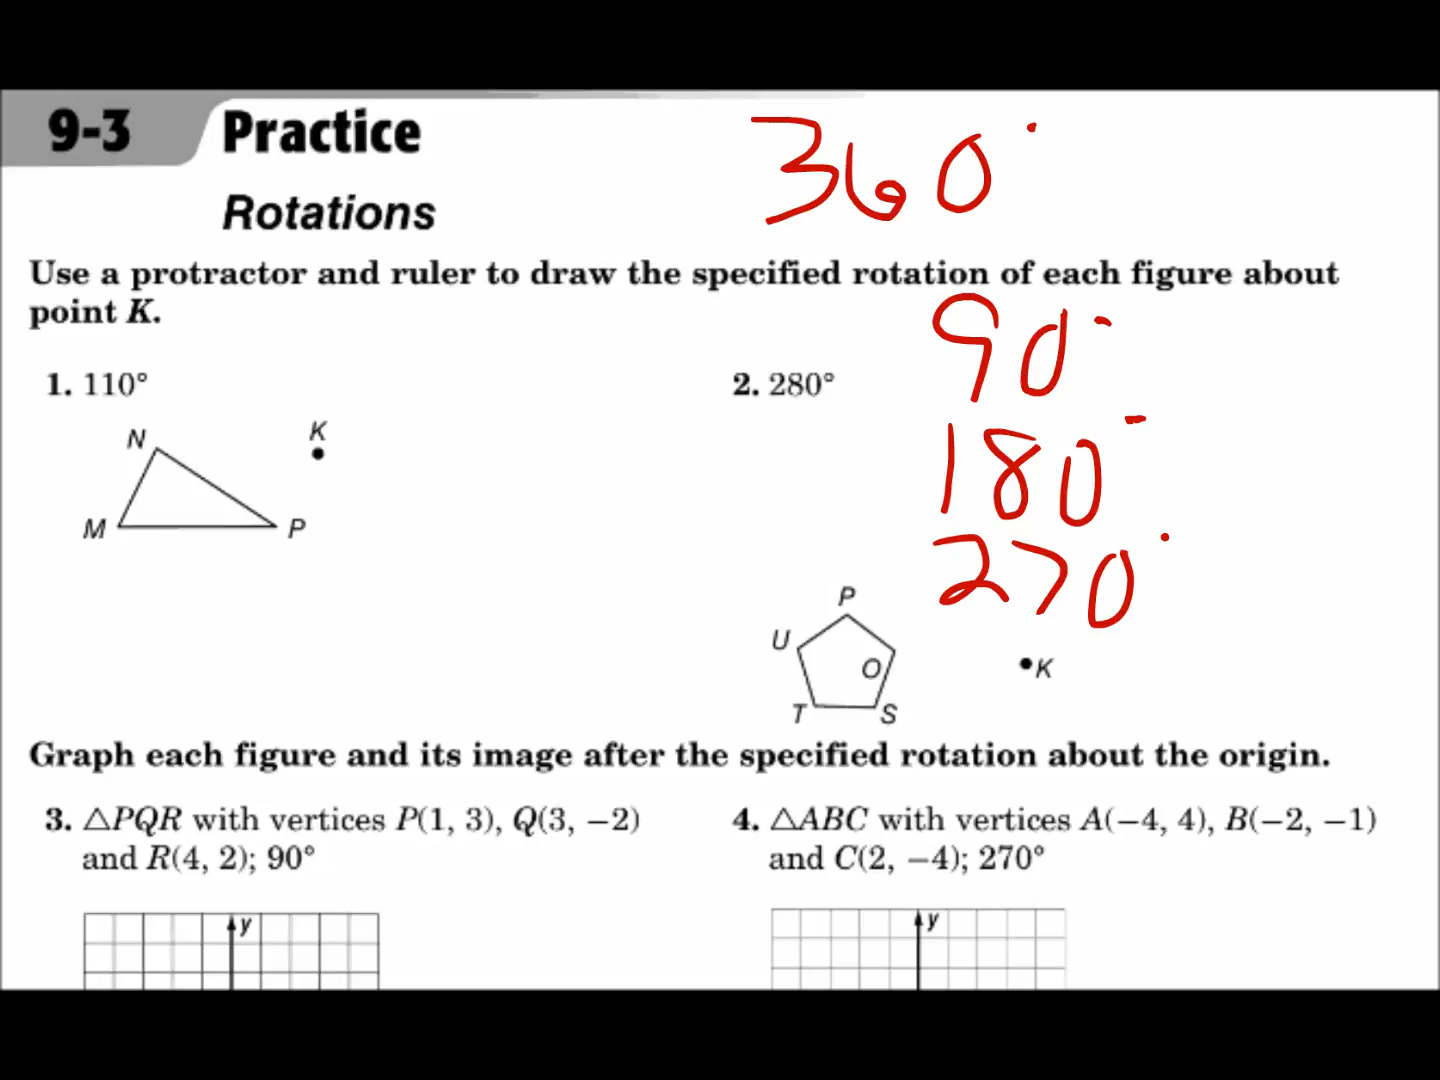 9-3 Practice
360°
Rotations
Use a protractor and ruler to draw the specified rotation of each figure about
point K.
90°
1. 110°
2. 280°
N
K
180°
M
P
270°
P
U
O
K
T
S
Graph each figure and its image after the specified rotation about the origin.
3. △PQR with vertices P(1, 3), Q(3, −2)
and R(4, 2); 90°
4. △ABC with vertices A(−4, 4), B(−2, −1)
and C(2, −4); 270°
y
y